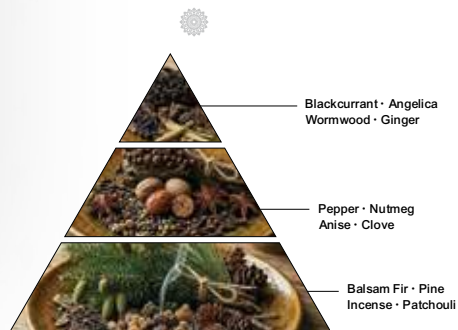 Blackcurrant · Angelica
Wormwood · Ginger
Pepper · Nutmeg
Anise · Clove
Balsam Fir · Pine
Incense · Patchouli